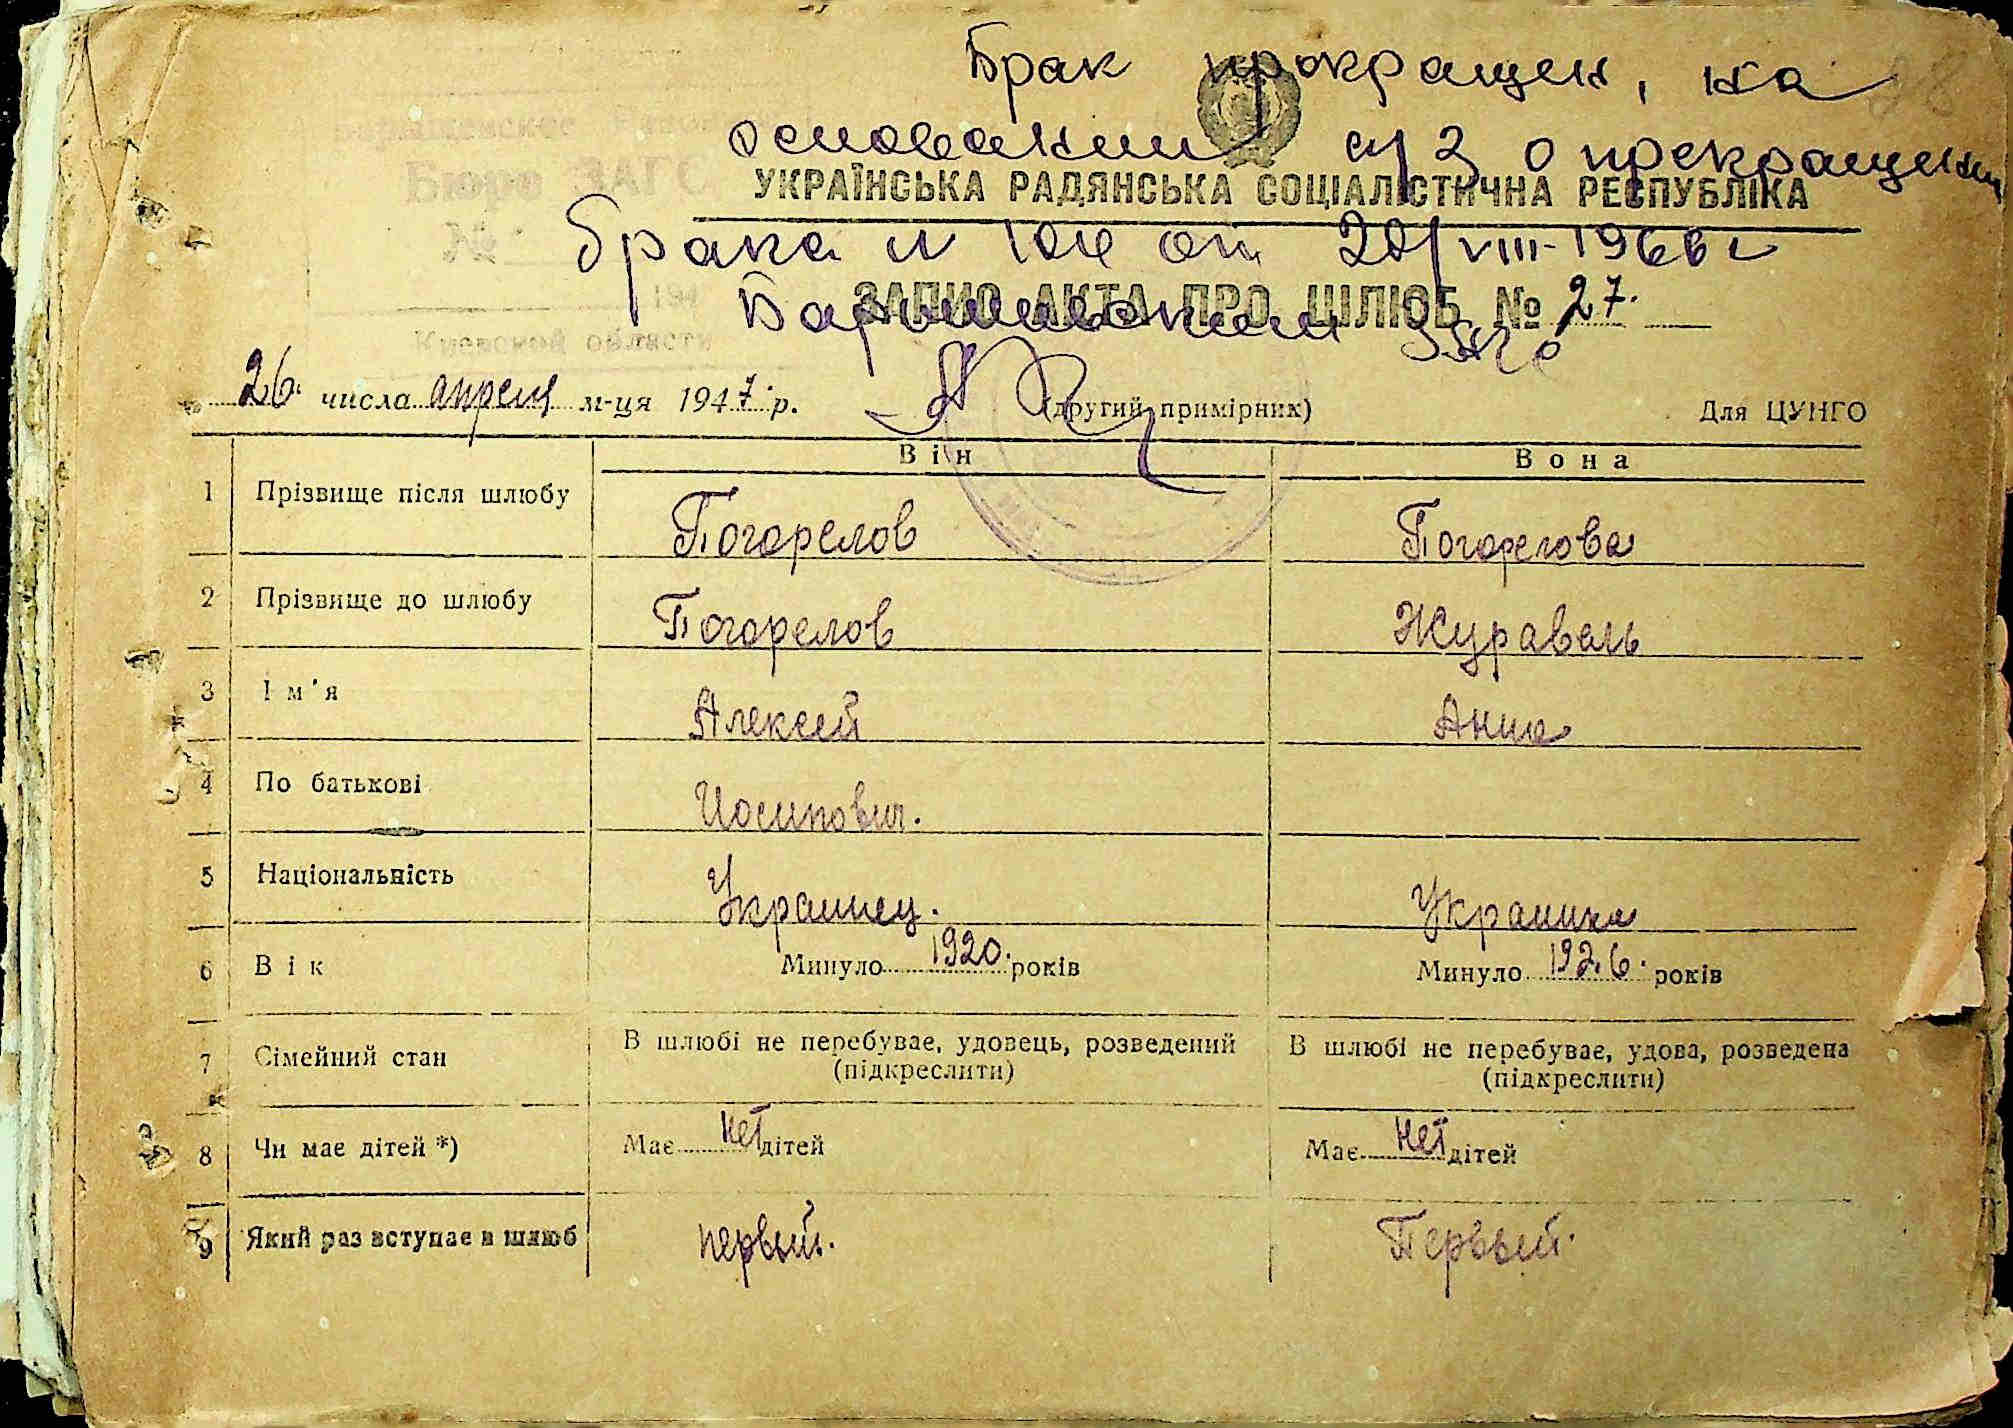 Брак прокращен, на
основании а/з о прекращении
УКРАЇНСЬКА РАДЯНСЬКА СОЦІАЛІСТИЧНА РЕСПУБЛІКА
брака N от 20/VIII-1966 г
Бюро ЗАГС
№
194
Киевской области
ЗАПИС АКТА ПРО ШЛЮБ № 27.
Барышевским ЗАГС
26. числа апреля м-ця 1947. р.
(другий примірник)
Для ЦУНГО
Він Вона
1 Прізвище після шлюбу Погорелов Погорелова
2 Прізвище до шлюбу Погорелов Журавель
3 Ім'я Алексей Анна
4 По батькові Иосипович.
5 Національність Украинец. Украинка
6 Вік Минуло 1920. років Минуло 1926. років
7 Сімейний стан В шлюбі не перебуває, удовець, розведений В шлюбі не перебуває, удова, розведена
(підкреслити) (підкреслити)
8 Чи має дітей *) Має нет дітей Має нет дітей
9 Який раз вступає в шлюб первый. Первый.